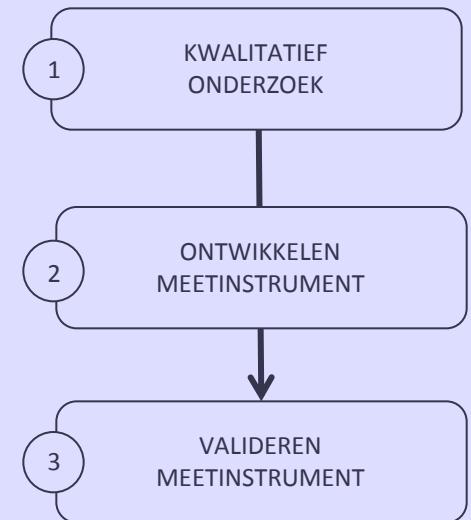 1
KWALITATIEF
ONDERZOEK
2
ONTWIKKELEN
MEETINSTRUMENT
3
VALIDEREN
MEETINSTRUMENT